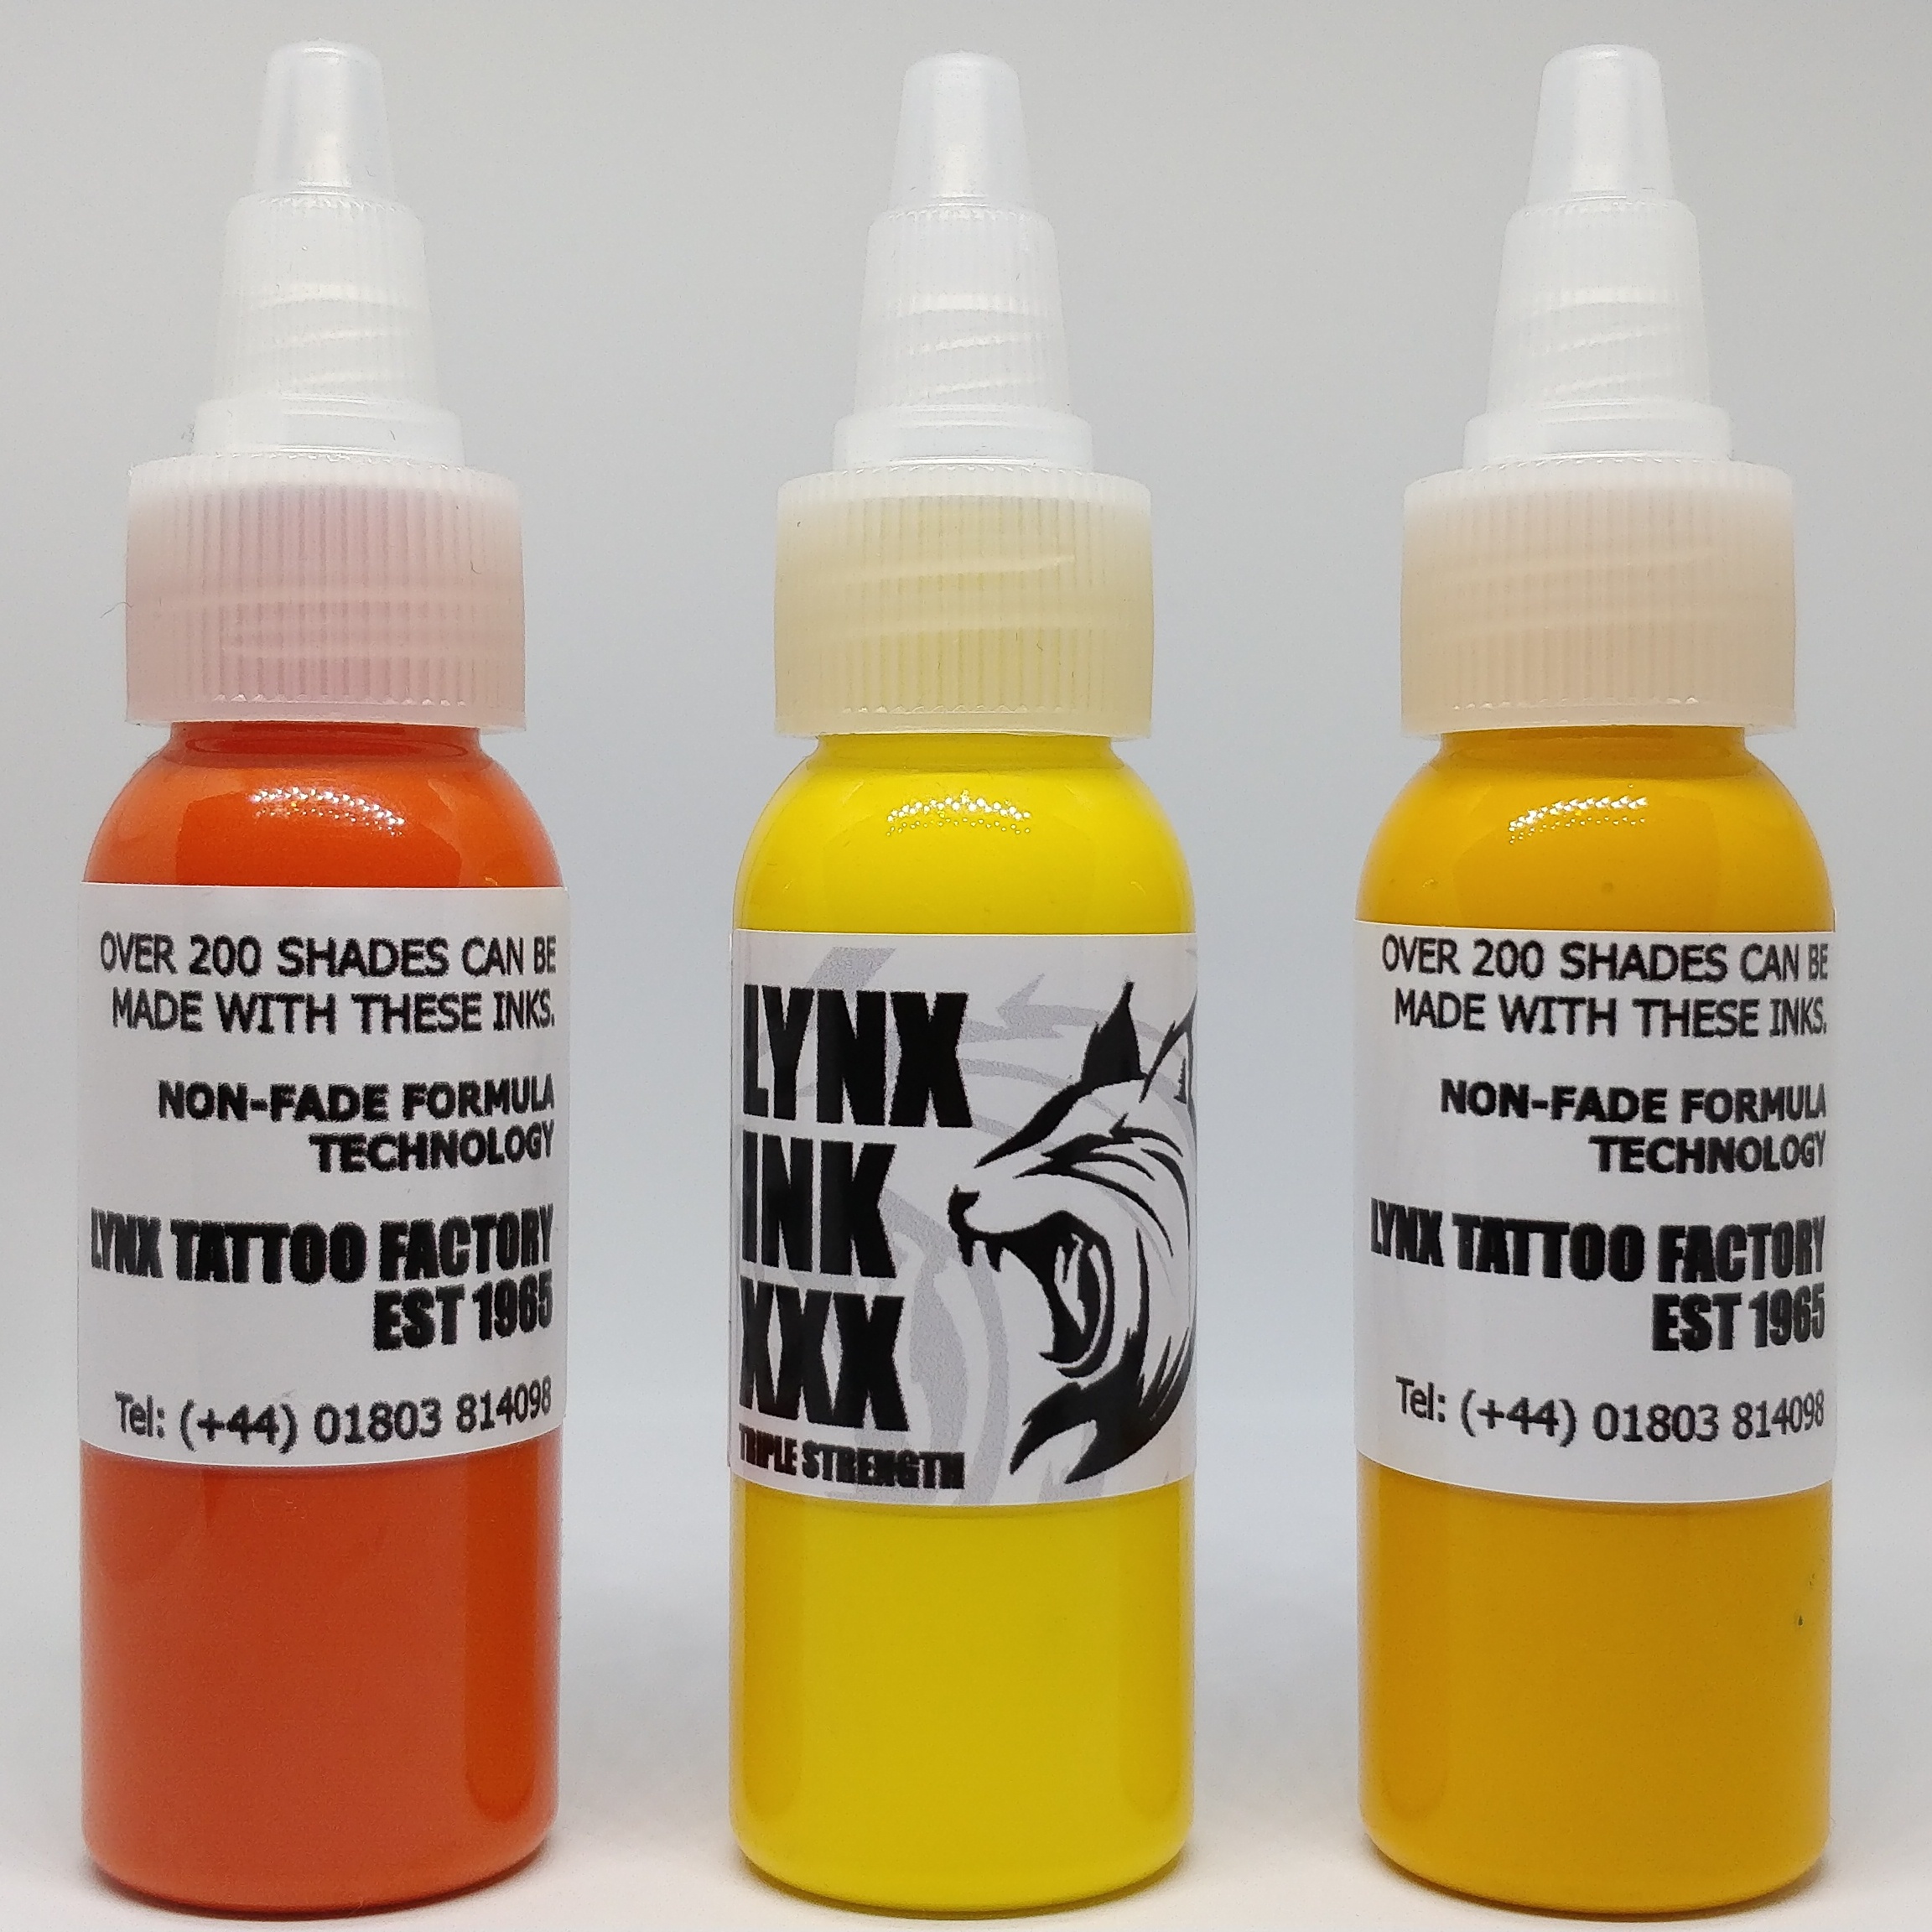 OVER 200 SHADES CAN BE
MADE WITH THESE INKS.
NON-FADE FORMULA
TECHNOLOGY
LYNX TATTOO FACTORY
EST 1965
Tel: (+44) 01803 814098
LYNX
INK
XXX
TRIPLE STRENGTH
OVER 200 SHADES CAN BE
MADE WITH THESE INKS.
NON-FADE FORMULA
TECHNOLOGY
LYNX TATTOO FACTORY
EST 1965
Tel: (+44) 01803 814098